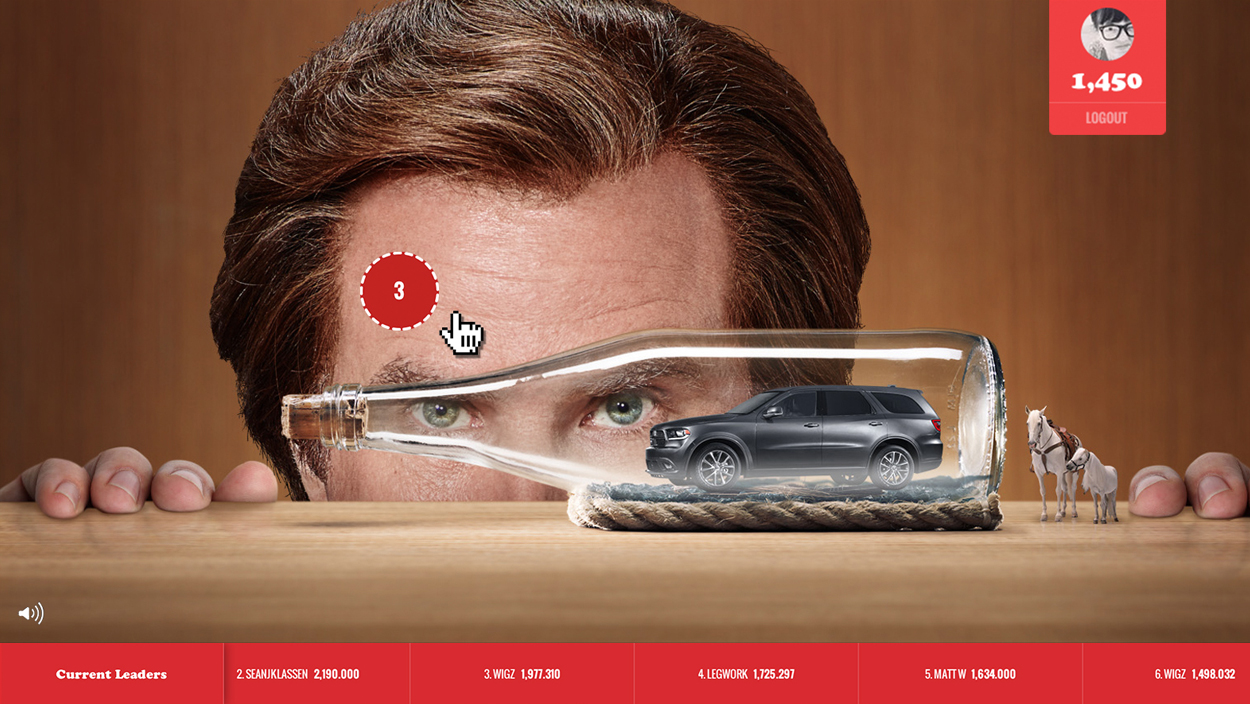 1,450
LOGOUT
3
Current Leaders
2. SEANJKLASSEN 2,190.000
3. WIGZ 1,977.310
4. LEGWORK 1,725.297
5. MATT W 1,634.000
6. WIGZ 1,498.032